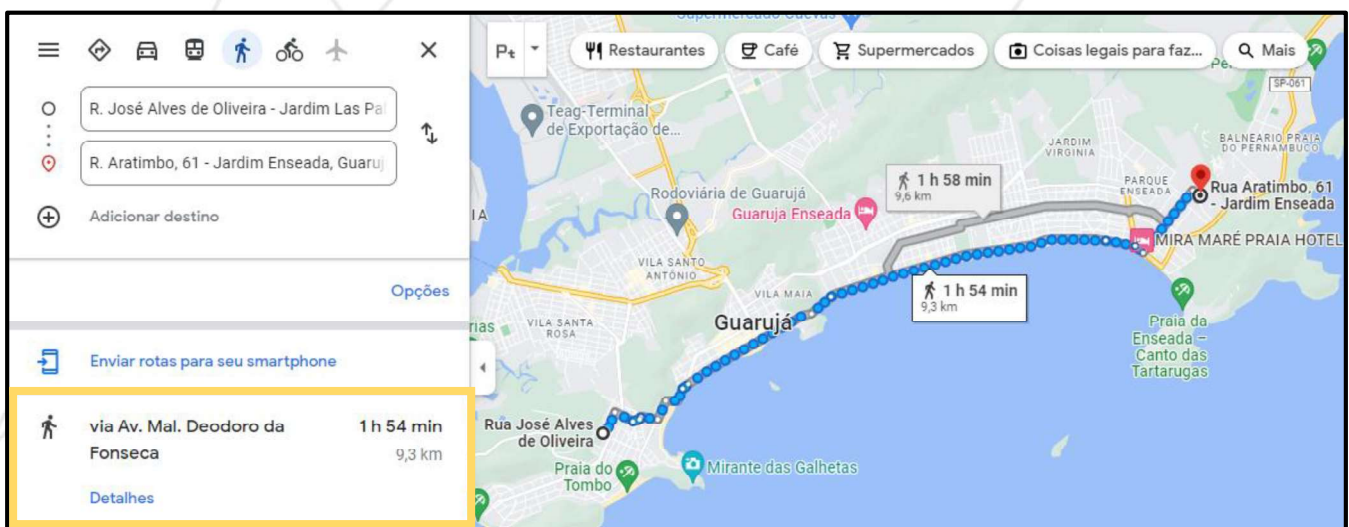 R. José Alves de Oliveira - Jardim Las Pal
R. Aratimbo, 61 - Jardim Enseada, Guaruj
Adicionar destino
Opções
Enviar rotas para seu smartphone
via Av. Mal. Deodoro da
Fonseca
1 h 54 min
9,3 km
Detalhes
Pt
Restaurantes
Café
Supermercados
Coisas legais para faz...
Mais
SP-061
Teag-Terminal
de Exportação de...
JARDIM
VIRGINIA
BALNEARIO PRAIA
DO PERNAMBUCO
Rodoviária de Guarujá
1 h 58 min
9,6 km
PARQUE
ENSEADA
Rua Aratimbo, 61
- Jardim Enseada
Guaruja Enseada
MIRA MARÉ PRAIA HOTEL
VILA SANTO
ANTÔNIO
VILA MAIA
1 h 54 min
9,3 km
Guarujá
VILA SANTA
ROSA
Praia da
Enseada –
Canto das
Tartarugas
Rua José Alves
de Oliveira
Praia do
Tombo
Mirante das Galhetas